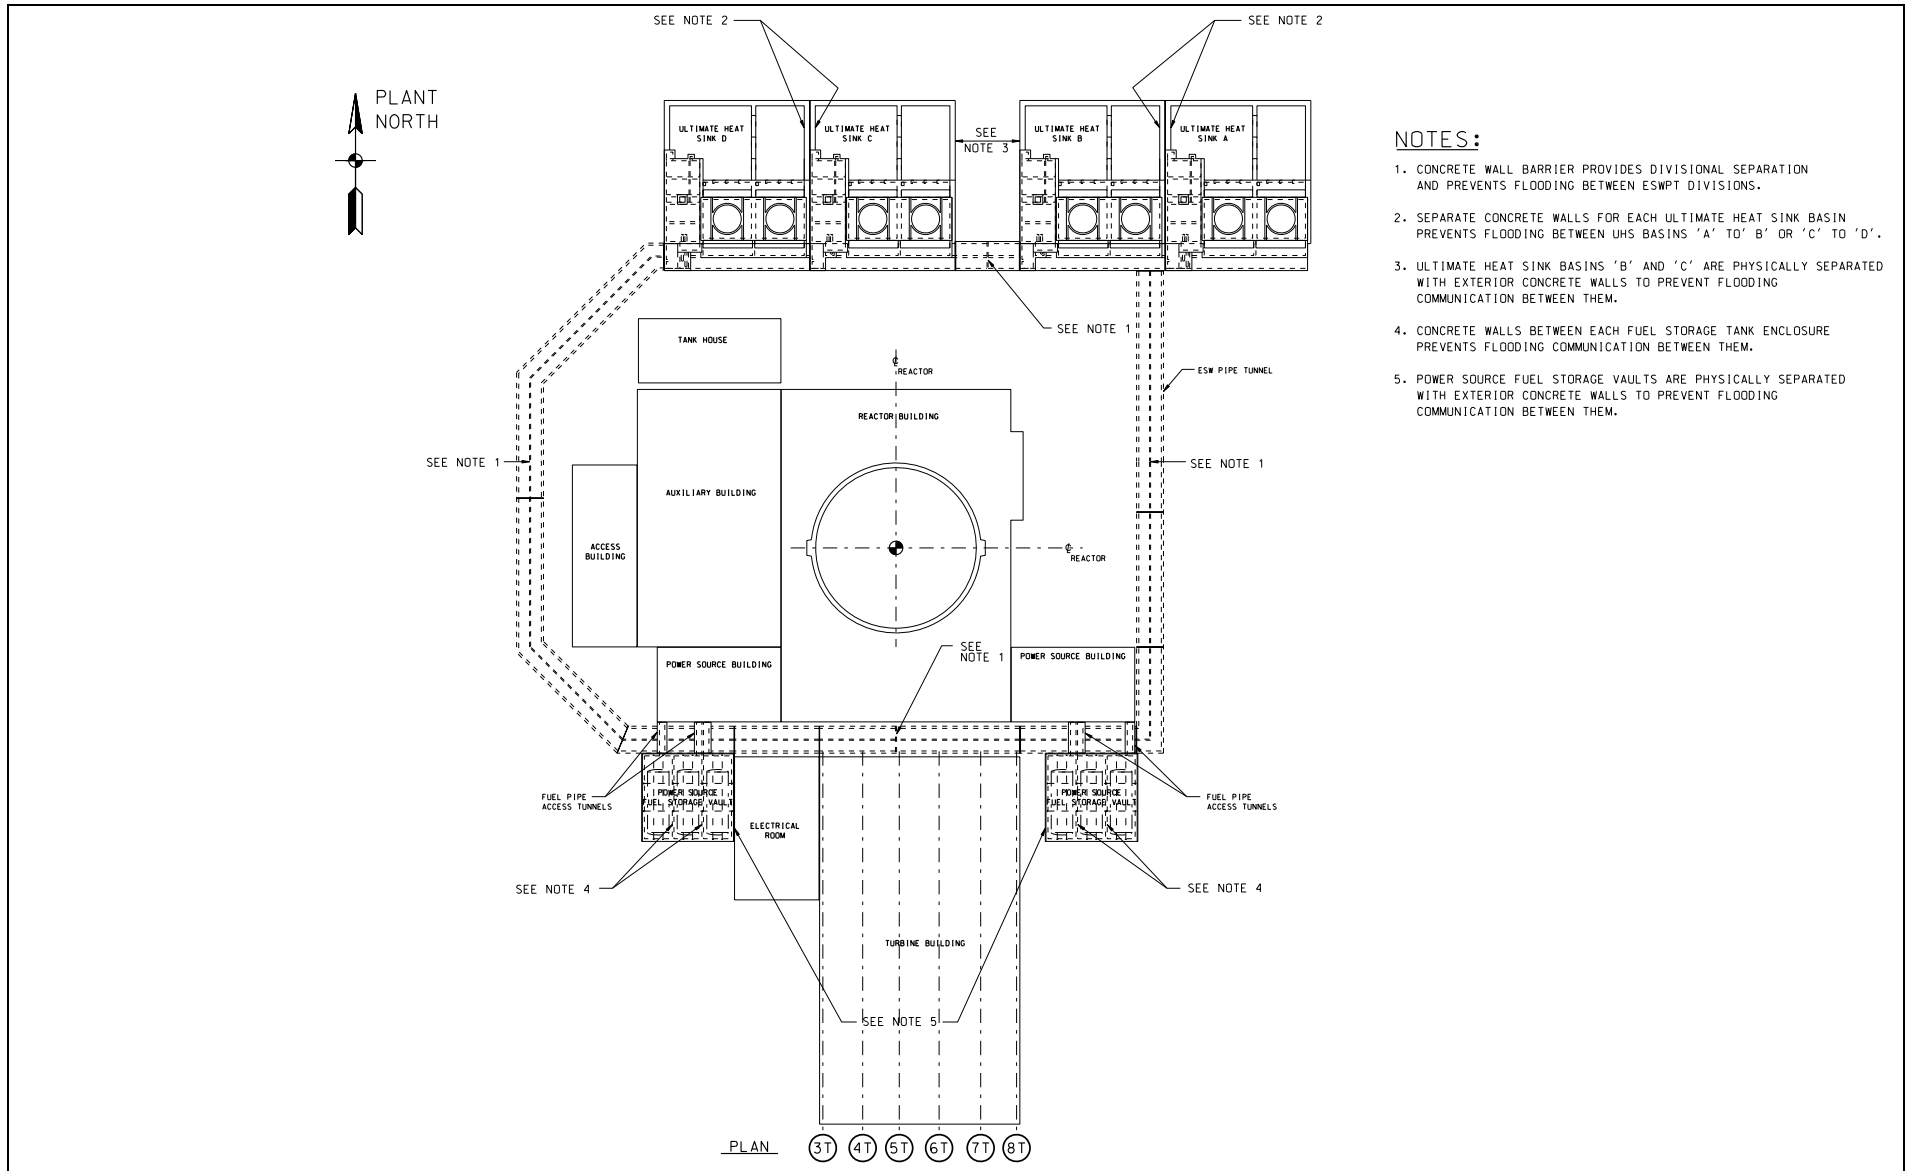 SEE NOTE 2
SEE NOTE 2
PLANT
NORTH
ULTIMATE HEAT
SINK D
ULTIMATE HEAT
SINK C
SEE
NOTE 3
ULTIMATE HEAT
SINK B
ULTIMATE HEAT
SINK A
NOTES:
1. CONCRETE WALL BARRIER PROVIDES DIVISIONAL SEPARATION
AND PREVENTS FLOODING BETWEEN ESWPT DIVISIONS.
2. SEPARATE CONCRETE WALLS FOR EACH ULTIMATE HEAT SINK BASIN
PREVENTS FLOODING BETWEEN UHS BASINS 'A' TO' B' OR 'C' TO 'D'.
3. ULTIMATE HEAT SINK BASINS 'B' AND 'C' ARE PHYSICALLY SEPARATED
WITH EXTERIOR CONCRETE WALLS TO PREVENT FLOODING
COMMUNICATION BETWEEN THEM.
4. CONCRETE WALLS BETWEEN EACH FUEL STORAGE TANK ENCLOSURE
PREVENTS FLOODING COMMUNICATION BETWEEN THEM.
5. POWER SOURCE FUEL STORAGE VAULTS ARE PHYSICALLY SEPARATED
WITH EXTERIOR CONCRETE WALLS TO PREVENT FLOODING
COMMUNICATION BETWEEN THEM.
SEE NOTE 1
TANK HOUSE
℄ REACTOR
ESW PIPE TUNNEL
REACTOR BUILDING
SEE NOTE 1
SEE NOTE 1
AUXILIARY BUILDING
ACCESS
BUILDING
℄ REACTOR
SEE
NOTE 1
POWER SOURCE BUILDING
POWER SOURCE BUILDING
FUEL PIPE
ACCESS TUNNELS
POWER SOURCE
FUEL STORAGE VAULT
POWER SOURCE
FUEL STORAGE VAULT
FUEL PIPE
ACCESS TUNNELS
ELECTRICAL
ROOM
SEE NOTE 4
SEE NOTE 4
TURBINE BUILDING
SEE NOTE 5
PLAN
3T 4T 5T 6T 7T 8T